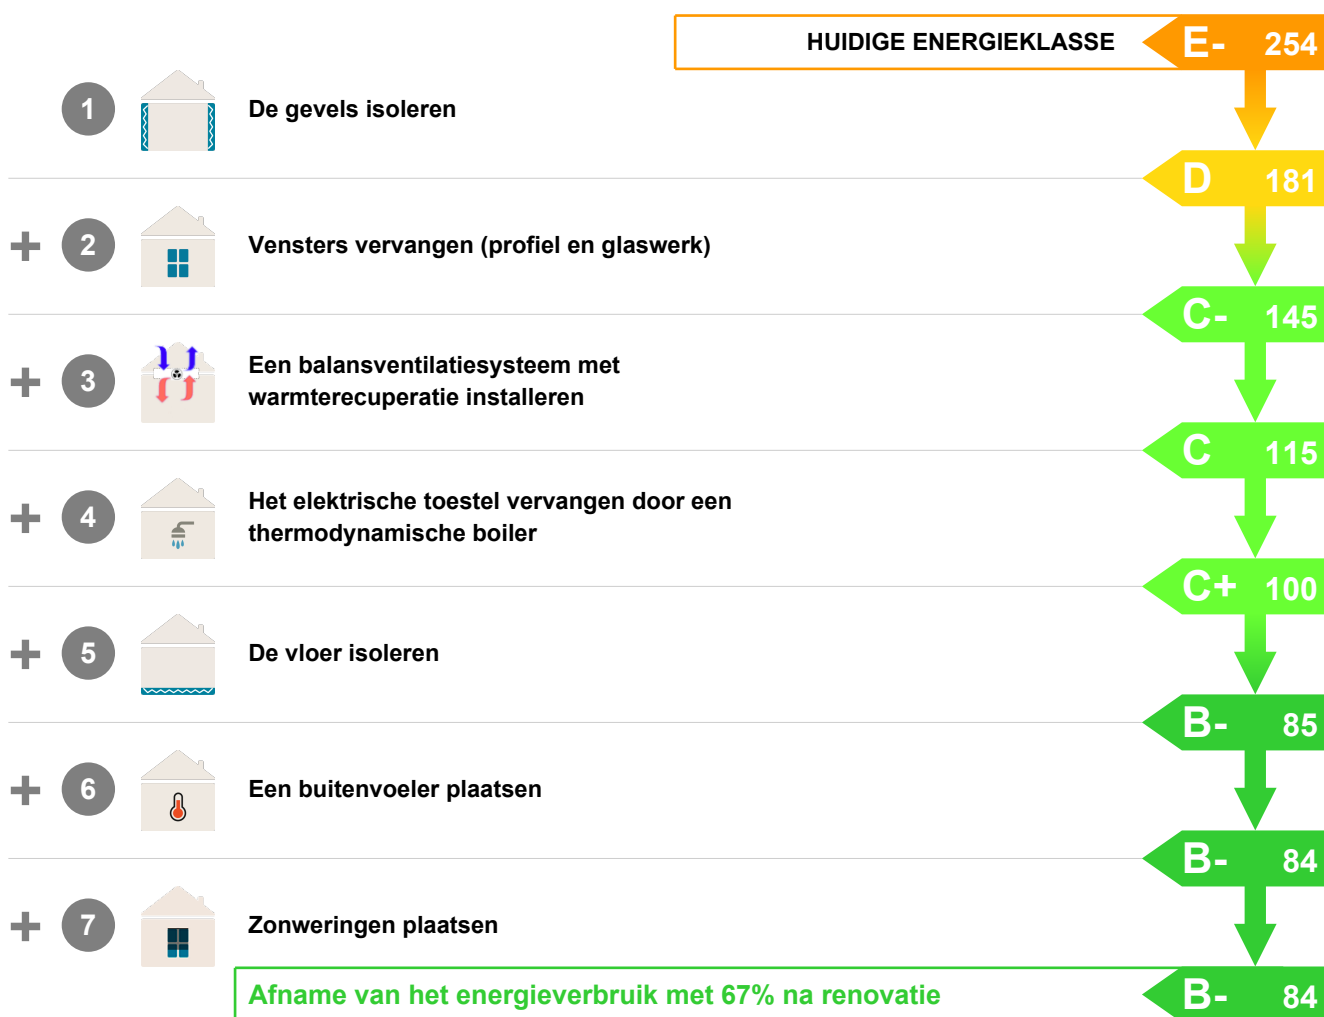 HUIDIGE ENERGIEKLASSE E- 254
1 De gevels isoleren
D 181
+ 2 Vensters vervangen (profiel en glaswerk)
C- 145
+ 3 Een balansventilatiesysteem met
warmterecuperatie installeren
C 115
+ 4 Het elektrische toestel vervangen door een
thermodynamische boiler
C+ 100
+ 5 De vloer isoleren
B- 85
+ 6 Een buitenvoeler plaatsen
B- 84
+ 7 Zonweringen plaatsen
Afname van het energieverbruik met 67% na renovatie B- 84